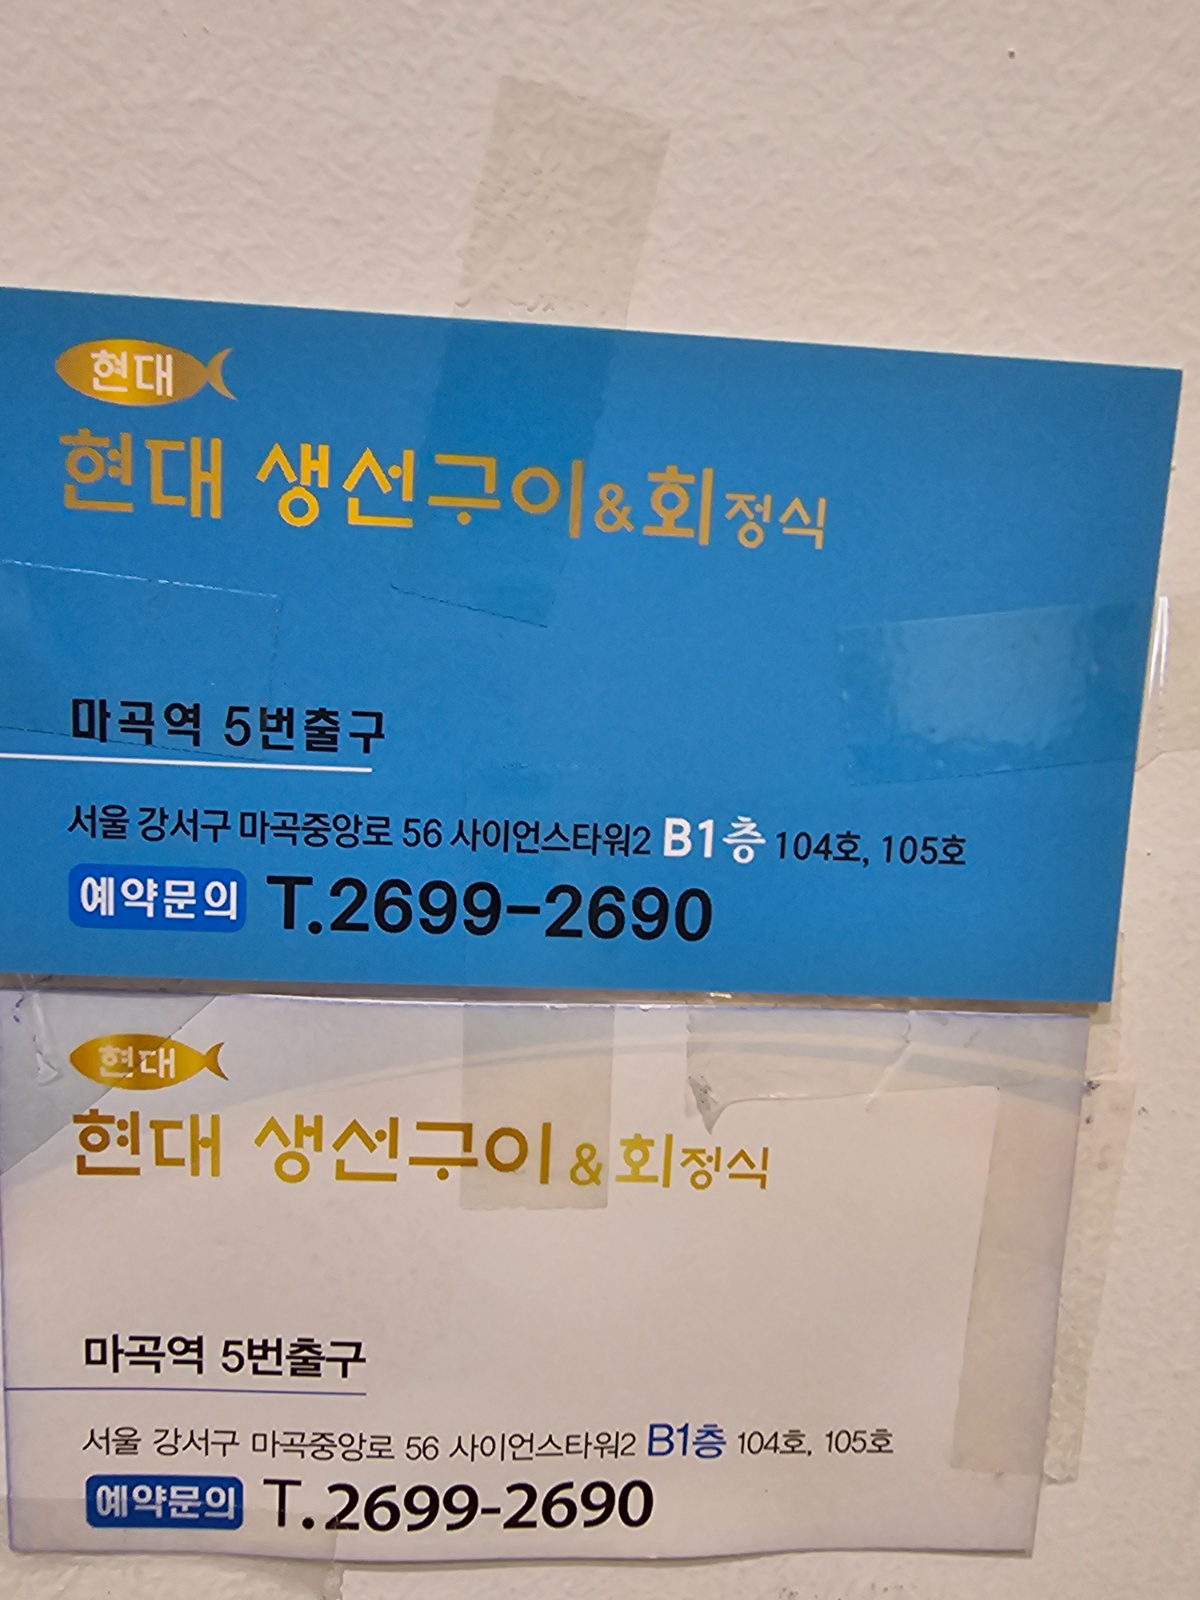 현대
현대 생선구이&회정식
마곡역 5번출구
서울 강서구 마곡중앙로 56 사이언스타워2 B1층 104호, 105호
예약문의 T.2699-2690
현대
현대 생선구이 & 회정식
마곡역 5번출구
서울 강서구 마곡중앙로 56 사이언스타워2 B1층 104호, 105호
예약문의 T.2699-2690